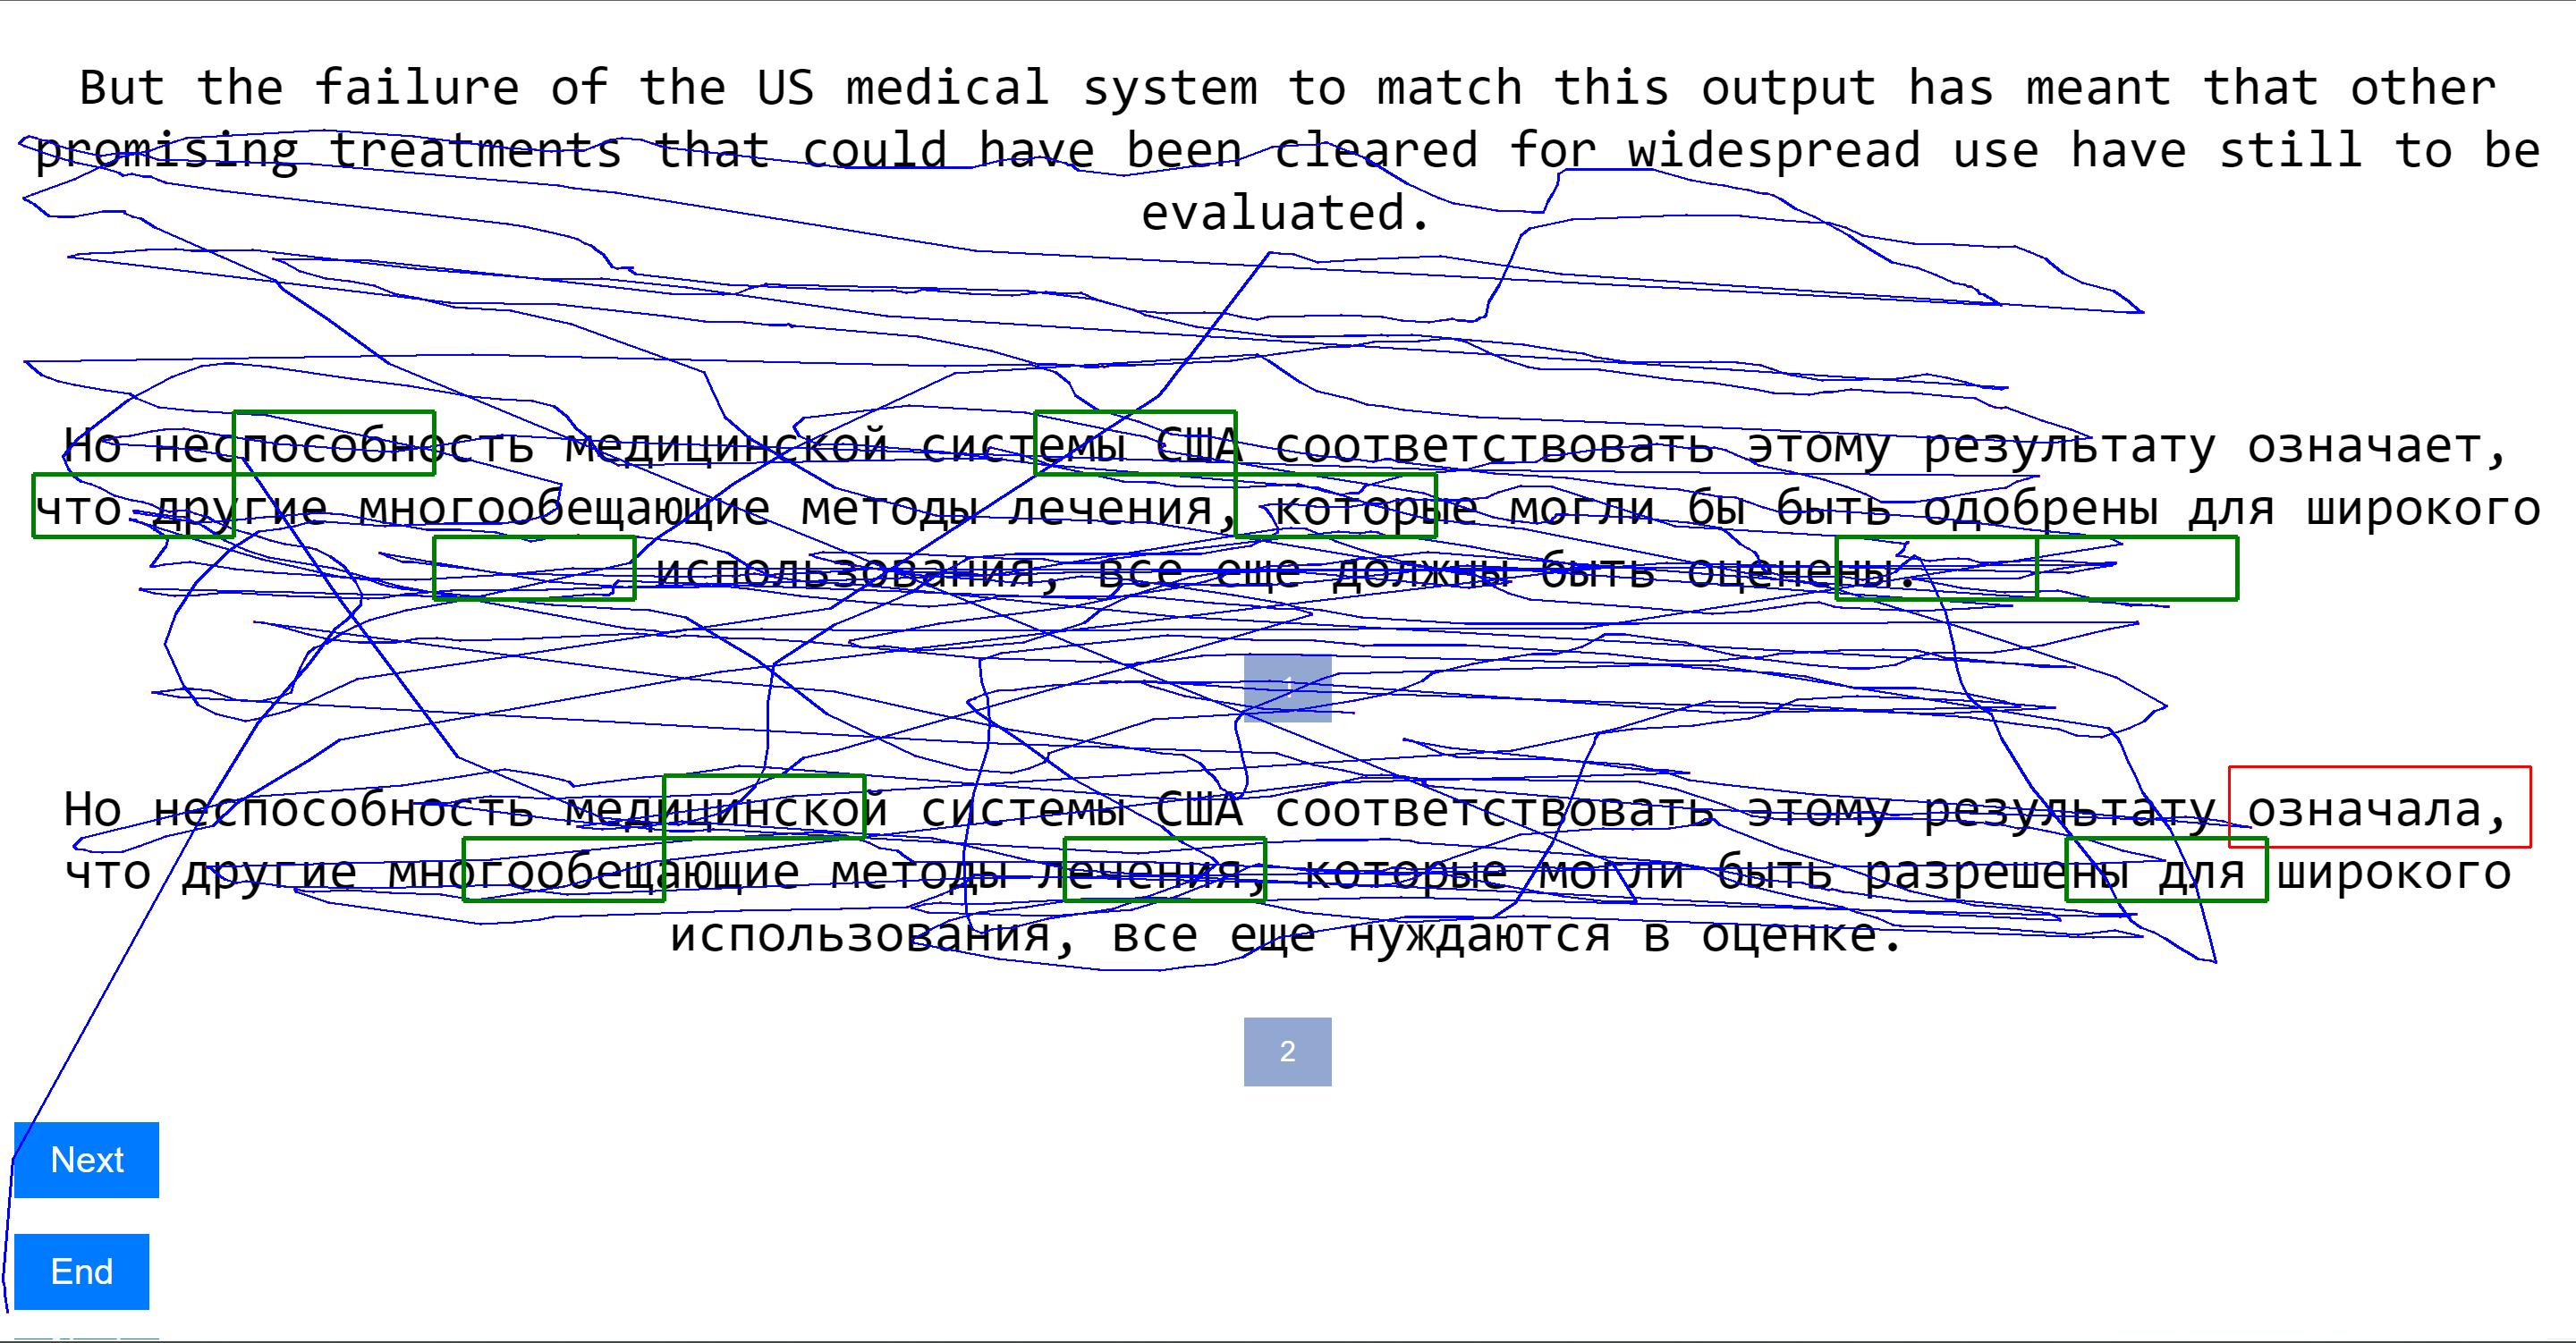 But the failure of the US medical system to match this output has meant that other
promising treatments that could have been cleared for widespread use have still to be
evaluated.
Но неспособность медицинской системы США соответствовать этому результату означает,
что другие многообещающие методы лечения, которые могли бы быть одобрены для широкого
использования, все еще должны быть оценены.
1
Но неспособность медицинской системы США соответствовать этому результату означала,
что другие многообещающие методы лечения, которые могли быть разрешены для широкого
использования, все еще нуждаются в оценке.
2
Next
End